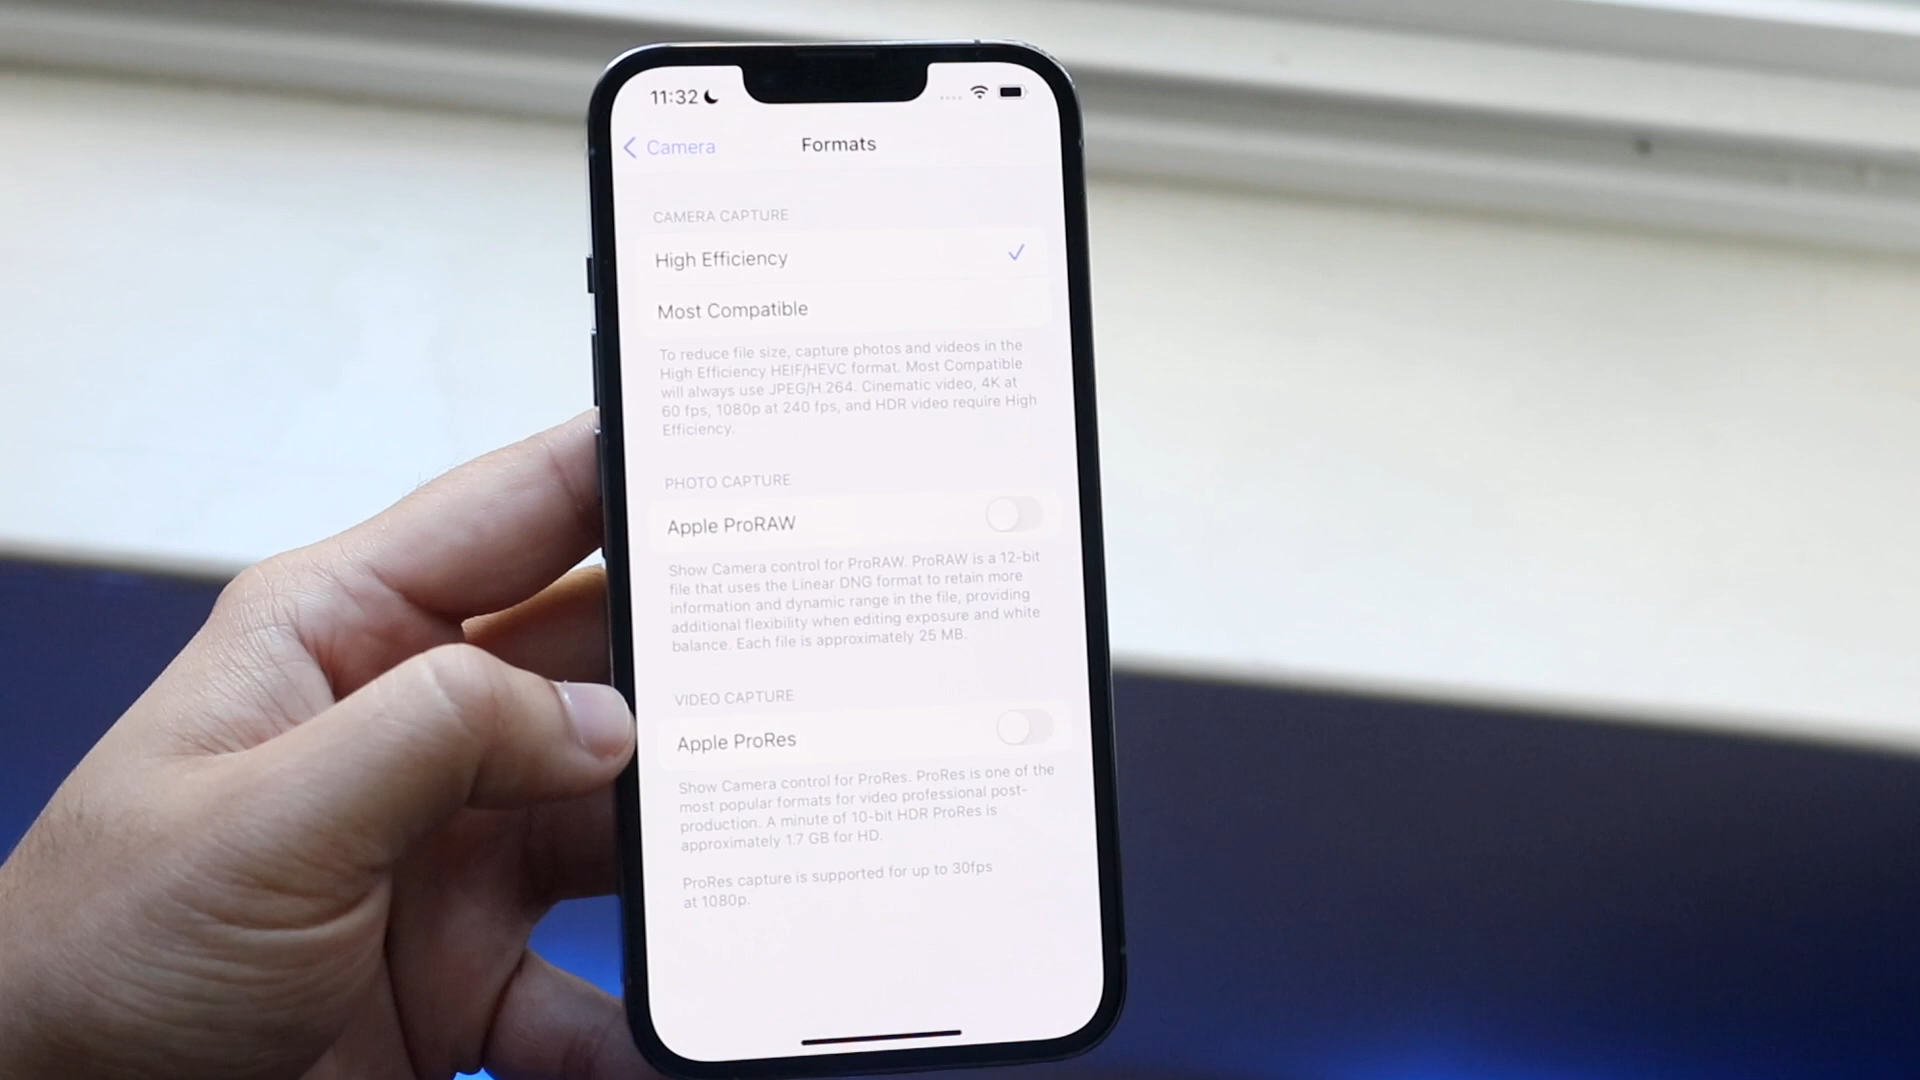 11:32
Camera
Formats
CAMERA CAPTURE
High Efficiency
Most Compatible
To reduce file size, capture photos and videos in the
High Efficiency HEIF/HEVC format. Most Compatible
will always use JPEG/H.264. Cinematic video, 4K at
60 fps, 1080p at 240 fps, and HDR video require High
Efficiency.
PHOTO CAPTURE
Apple ProRAW
Show Camera control for ProRAW. ProRAW is a 12-bit
file that uses the Linear DNG format to retain more
information and dynamic range in the file, providing
additional flexibility when editing exposure and white
balance. Each file is approximately 25 MB.
VIDEO CAPTURE
Apple ProRes
Show Camera control for ProRes. ProRes is one of the
most popular formats for video professional post-
production. A minute of 10-bit HDR ProRes is
approximately 1.7 GB for HD.
ProRes capture is supported for up to 30fps
at 1080p.